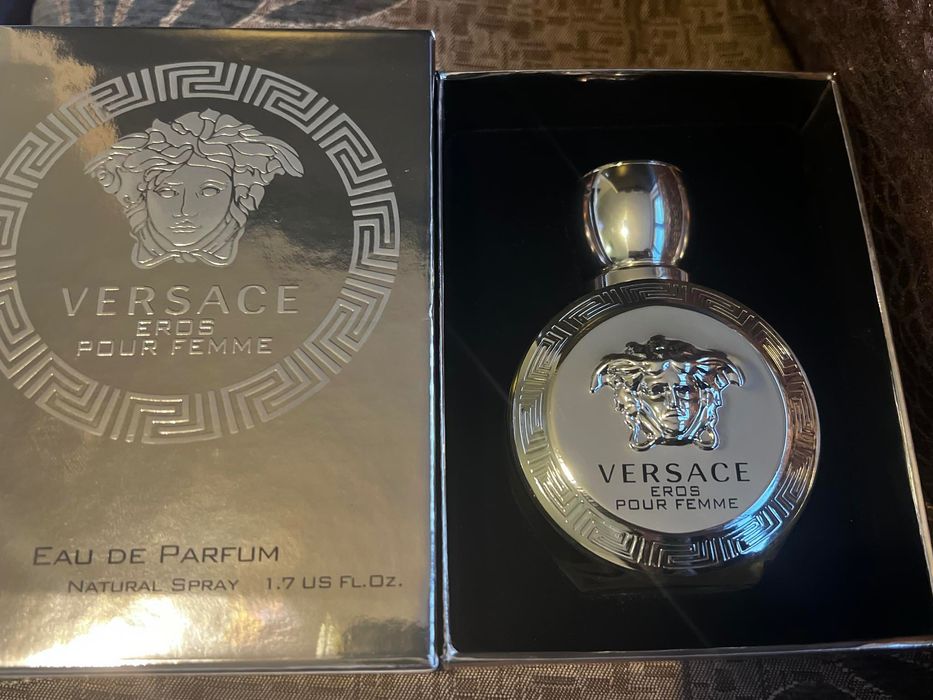 VERSACE
EROS
POUR FEMME
EAU DE PARFUM
NATURAL SPRAY 1.7 US FL.OZ.
VERSACE
EROS
POUR FEMME